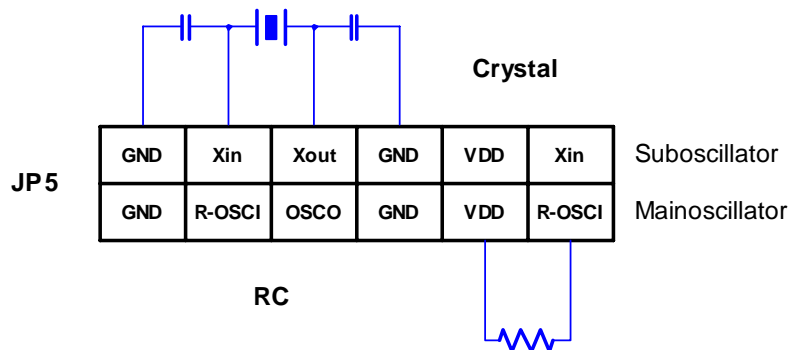 Crystal
GND Xin Xout GND VDD Xin Suboscillator
JP5
GND R-OSCI OSCO GND VDD R-OSCI Mainoscillator
RC